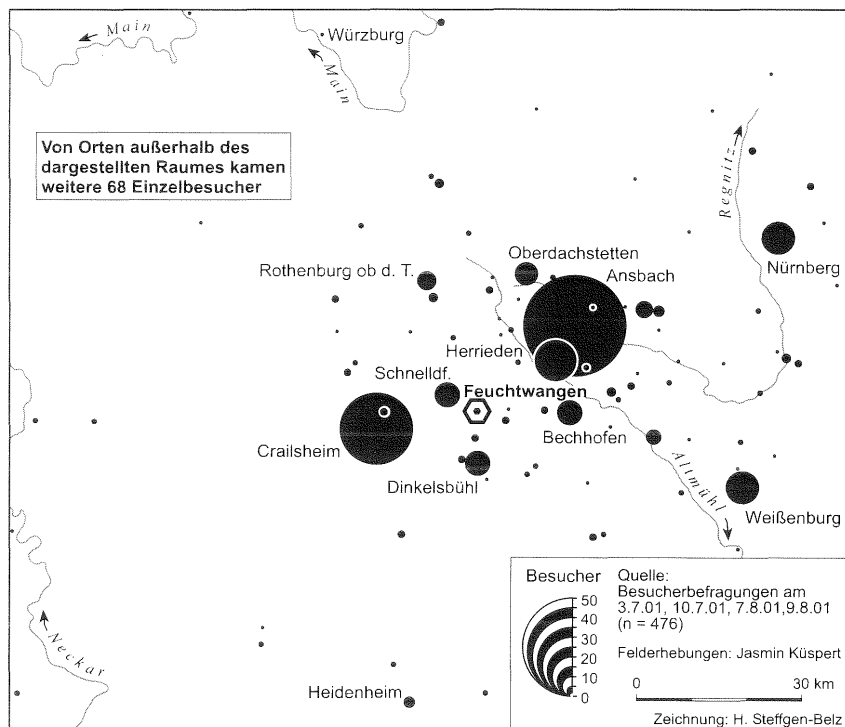 Main
Würzburg
Main
Von Orten außerhalb des
dargestellten Raumes kamen
weitere 68 Einzelbesucher
Regnitz
Oberdachstetten
Rothenburg ob d. T.
Ansbach
Nürnberg
Herrieden
Schnelldf.
Feuchtwangen
Bechhofen
Crailsheim
Dinkelsbühl
Altmühl
Weißenburg
Neckar
Heidenheim
Besucher
50
40
30
20
10
0
Quelle:
Besucherbefragungen am
3.7.01, 10.7.01, 7.8.01,9.8.01
(n = 476)
Felderhebungen: Jasmin Küspert
0 30 km
Zeichnung: H. Steffgen-Belz